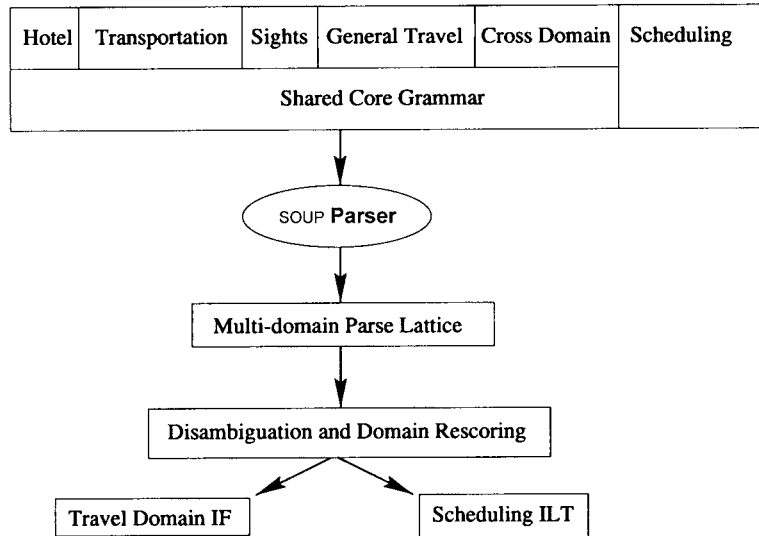 Hotel Transportation Sights General Travel Cross Domain Scheduling
Shared Core Grammar
SOUP Parser
Multi-domain Parse Lattice
Disambiguation and Domain Rescoring
Travel Domain IF Scheduling ILT